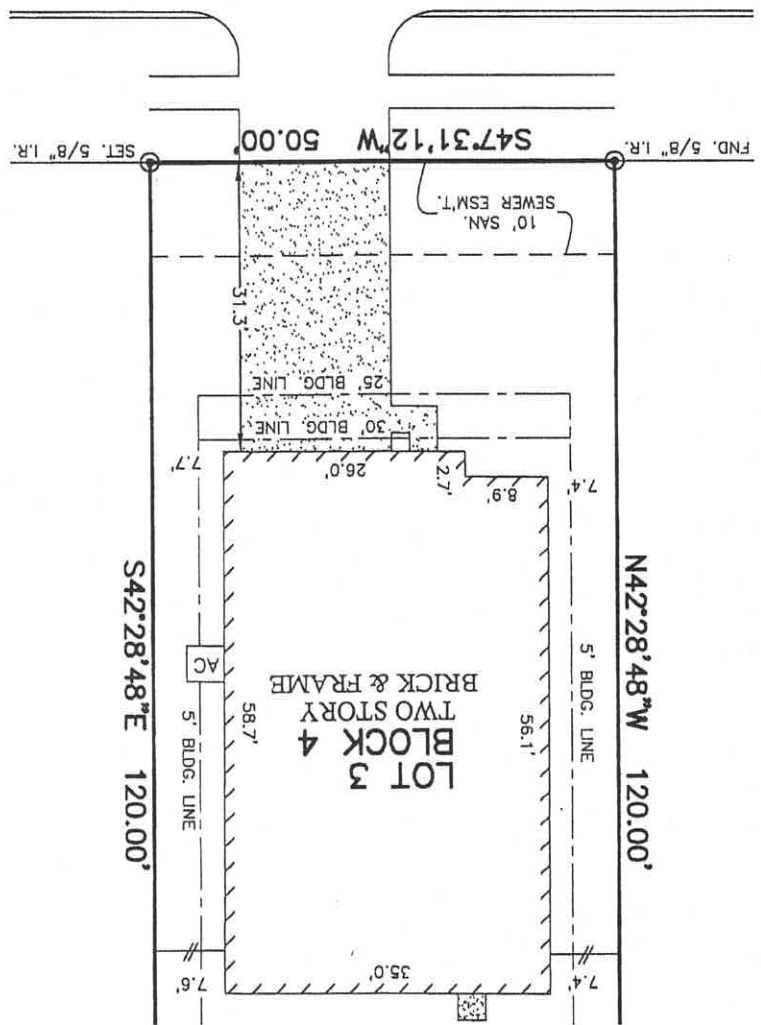 7.4'
35.0'
7.6'
LOT 3
BLOCK 4
TWO STORY
BRICK & FRAME
56.1'
58.7'
5' BLDG. LINE
5' BLDG. LINE
N42°28'48"W 120.00'
S42°28'48"E 120.00'
AC
7.4'
8.9'
2.7'
26.0'
7.7'
30' BLDG. LINE
25' BLDG. LINE
31.3'
10' SAN.
SEWER ESM'T.
FND. 5/8" I.R.
S47°31'12"W 50.00'
SET. 5/8" I.R.